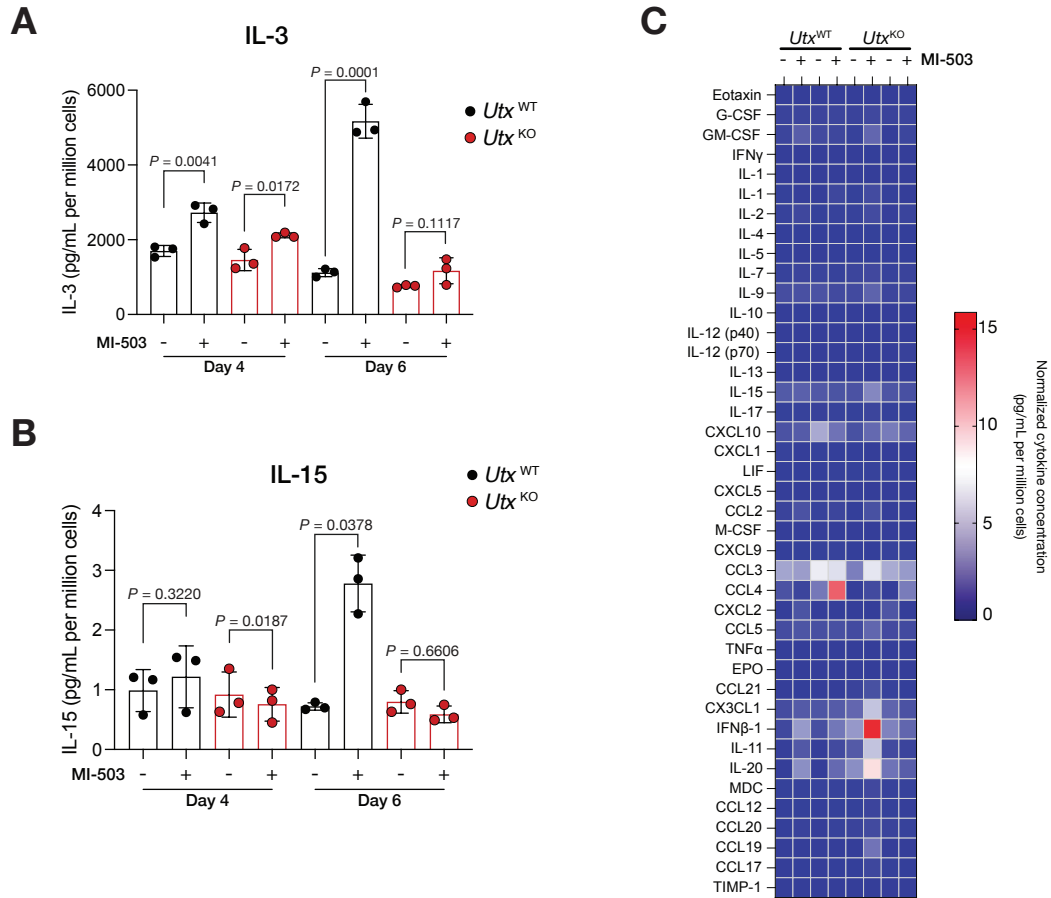 A
IL-3
IL-3 (pg/mL per million cells)
6000
4000
2000
0
P = 0.0041
P = 0.0172
P = 0.0001
P = 0.1117
Utx WT
Utx KO
MI-503 - + - + - + - +
Day 4 Day 6
B
IL-15
IL-15 (pg/mL per million cells)
4
3
2
1
0
P = 0.3220
P = 0.0187
P = 0.0378
P = 0.6606
Utx WT
Utx KO
MI-503 - + - + - + - +
Day 4 Day 6
C
Utx WT Utx KO
- + - + - + - + MI-503
Eotaxin
G-CSF
GM-CSF
IFNγ
IL-1
IL-1
IL-2
IL-4
IL-5
IL-7
IL-9
IL-10
IL-12 (p40)
IL-12 (p70)
IL-13
IL-15
IL-17
CXCL10
CXCL1
LIF
CXCL5
CCL2
M-CSF
CXCL9
CCL3
CCL4
CXCL2
CCL5
TNFα
EPO
CCL21
CX3CL1
IFNβ-1
IL-11
IL-20
MDC
CCL12
CCL20
CCL19
CCL17
TIMP-1
15
10
5
0
Normalized cytokine concentration
(pg/mL per million cells)